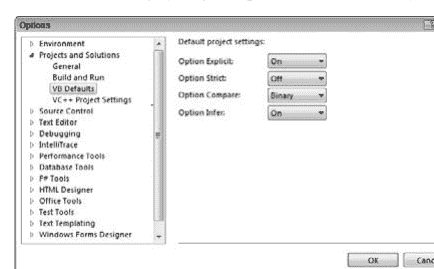 Options
Environment
Projects and Solutions
General
Build and Run
VB Defaults
VC++ Project Settings
Source Control
Text Editor
Debugging
IntelliTrace
Performance Tools
Database Tools
F# Tools
HTML Designer
Office Tools
Test Tools
Text Templating
Windows Forms Designer
Default project settings:
Option Explicit: On
Option Strict: Off
Option Compare: Binary
Option Infer: On
OK Canc